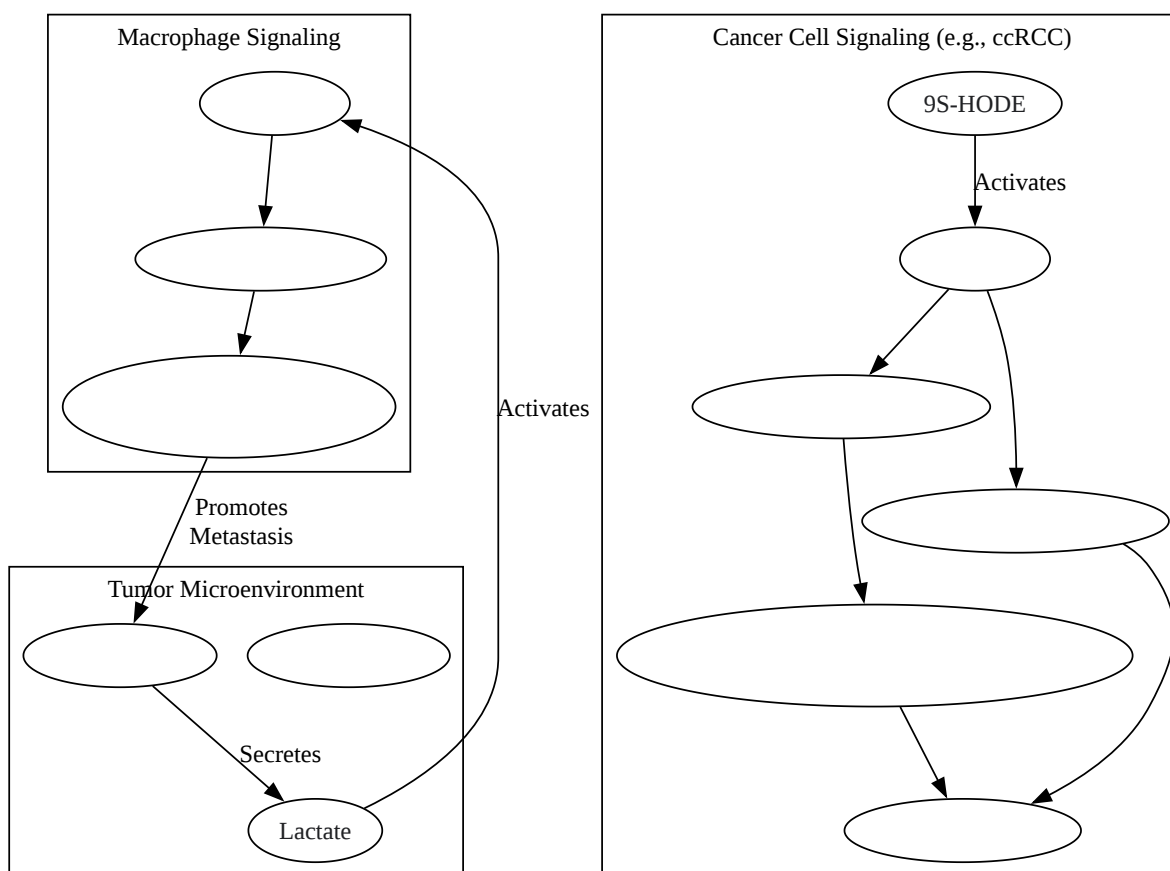 Macrophage Signaling
Activates
Promotes
Metastasis
Tumor Microenvironment
Secretes
Lactate
Cancer Cell Signaling (e.g., ccRCC)
9S-HODE
Activates